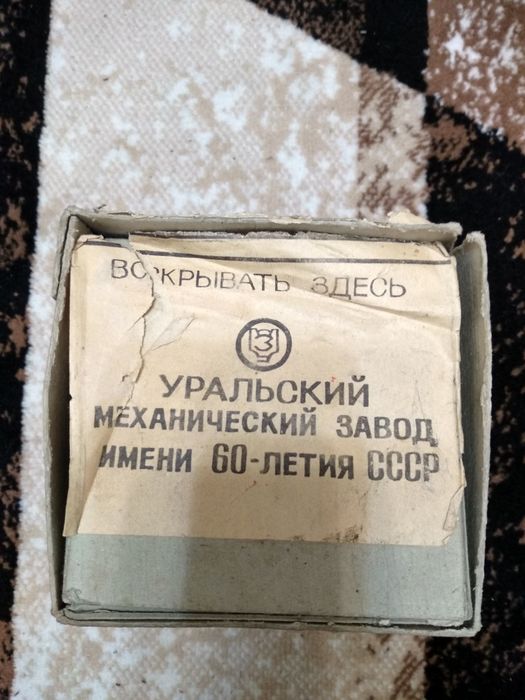 ВСКРЫВАТЬ ЗДЕСЬ
УРАЛЬСКИЙ
МЕХАНИЧЕСКИЙ ЗАВОД
ИМЕНИ 60-ЛЕТИЯ СССР